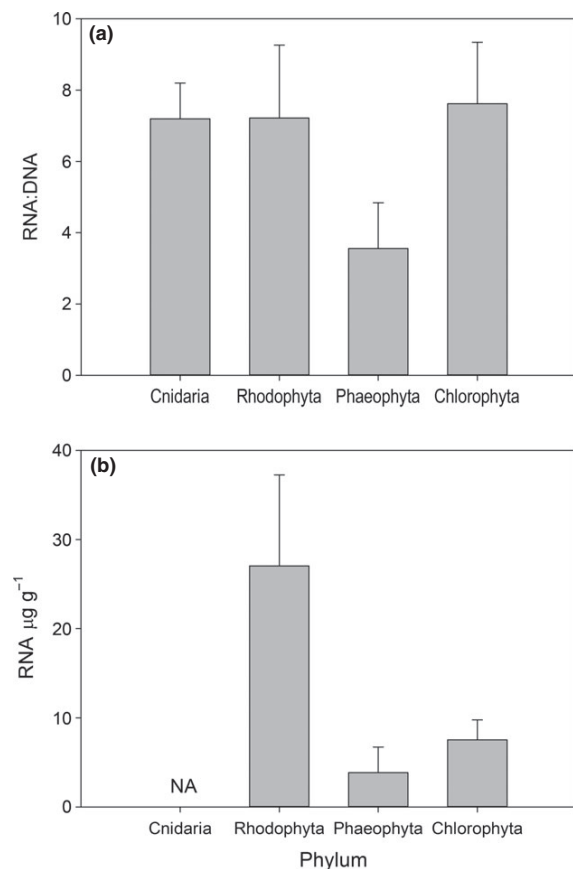 (a)
10
8
6
4
2
0
RNA:DNA
Cnidaria Rhodophyta Phaeophyta Chlorophyta
(b)
40
30
20
10
0
RNA μg g⁻¹
NA
Cnidaria Rhodophyta Phaeophyta Chlorophyta
Phylum